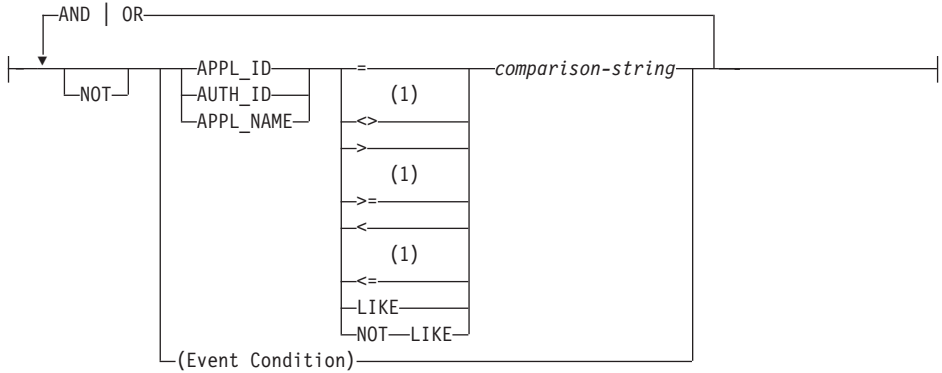 AND | OR
APPL_ID = comparison-string
NOT AUTH_ID (1)
APPL_NAME <>
>
(1)
>=
<
(1)
<=
LIKE
NOT LIKE
(Event Condition)